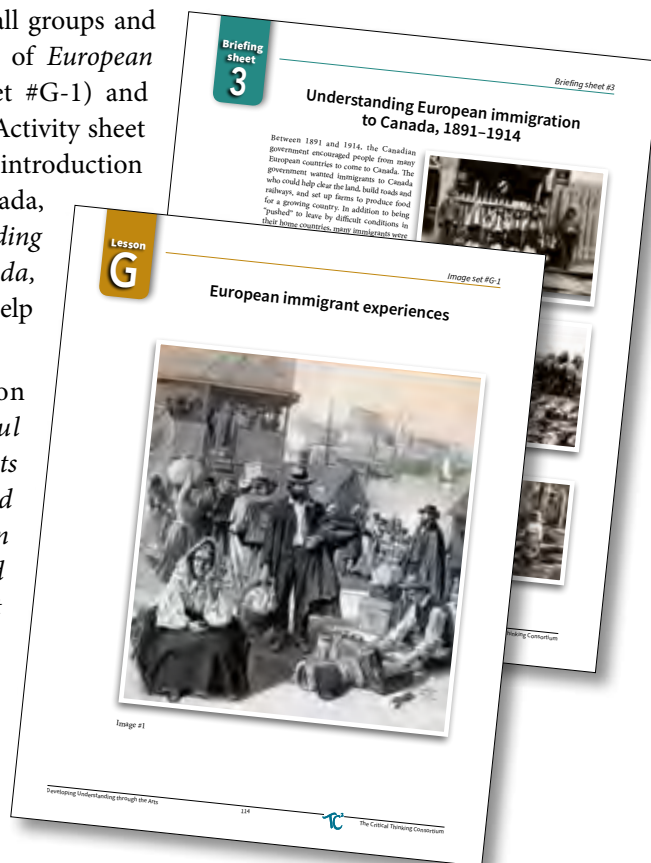 all groups and
of European
et #G-1) and
Activity sheet
introduction
ada,
ding
da,
elp
on
ul
ts
d
n
d
Briefing
sheet
3
Briefing sheet #3
Understanding European immigration
to Canada, 1891–1914
Between 1891 and 1914, the Canadian
government encouraged people from many
European countries to come to Canada. The
government wanted immigrants to Canada
who could help clear the land, build roads and
railways, and set up farms to produce food
for a growing country. In addition to being
"pushed" to leave by difficult conditions in
their home countries, many immigrants were
Thinking Consortium
Lesson
G
Image set #G-1
European immigrant experiences
Image #1
Developing Understanding through the Arts
114
TC
The Critical Thinking Consortium